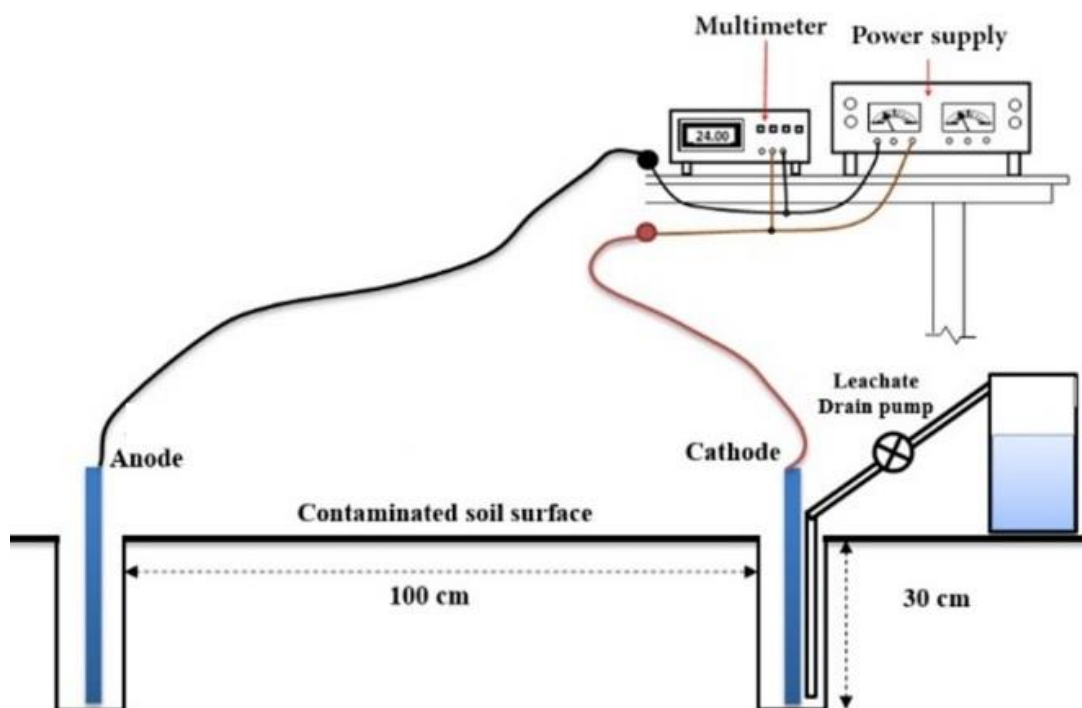 Multimeter
Power supply
24.00
Leachate
Drain pump
Anode
Cathode
Contaminated soil surface
100 cm
30 cm